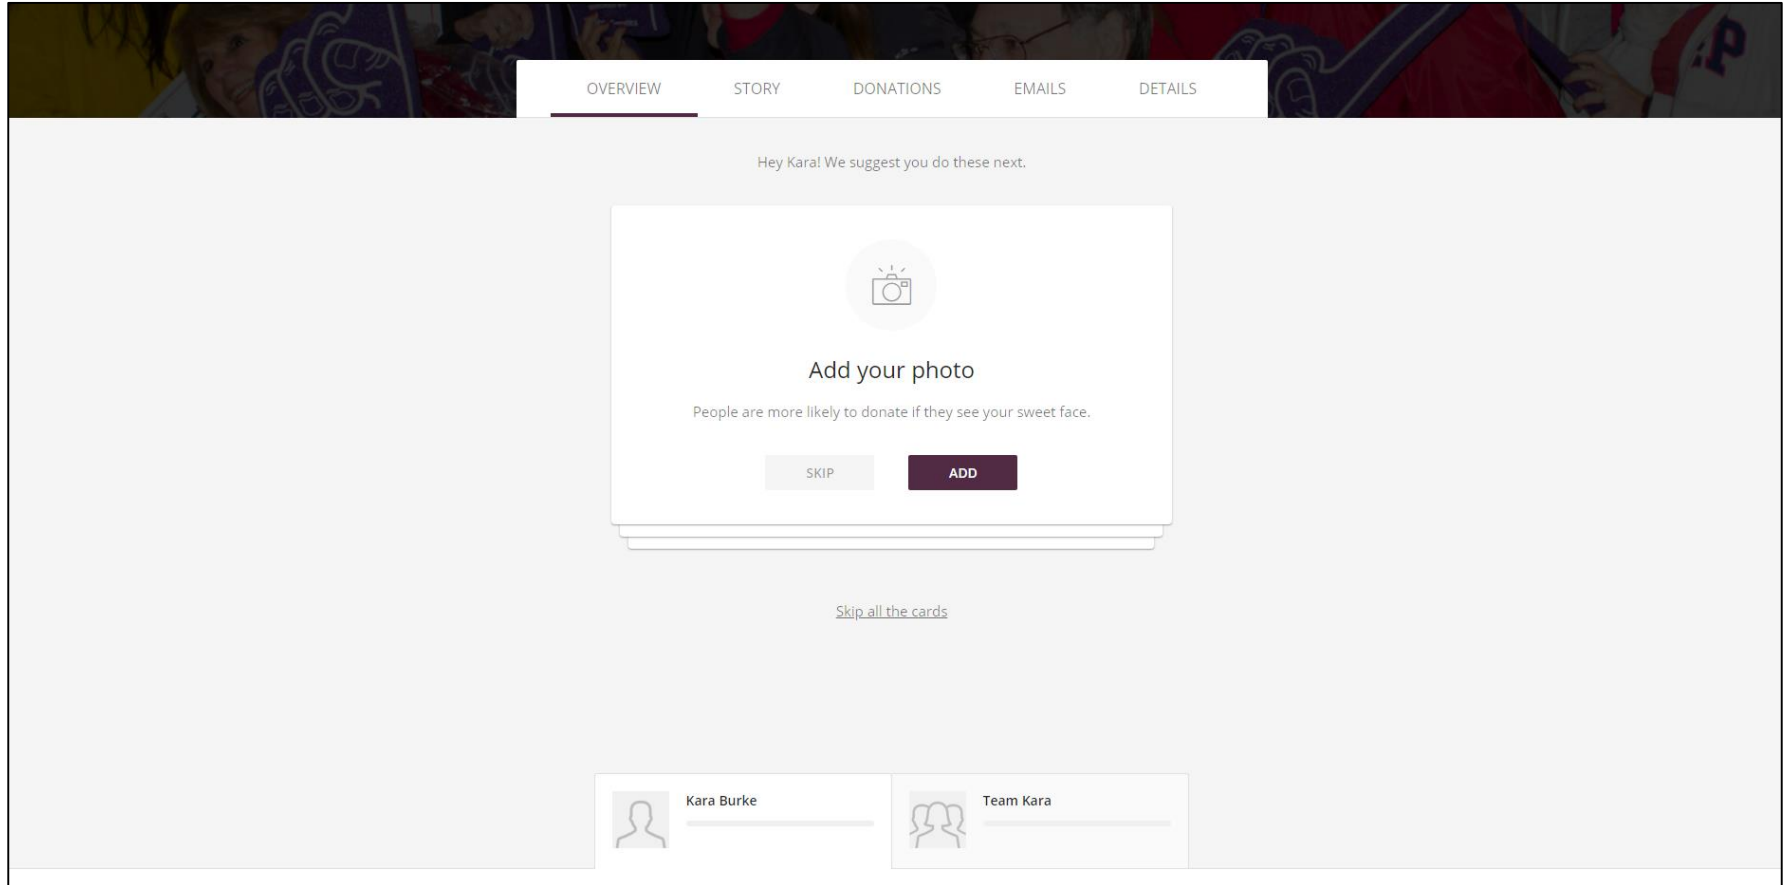 OVERVIEW STORY DONATIONS EMAILS DETAILS
Hey Kara! We suggest you do these next.
Add your photo
People are more likely to donate if they see your sweet face.
SKIP ADD
Skip all the cards
Kara Burke Team Kara